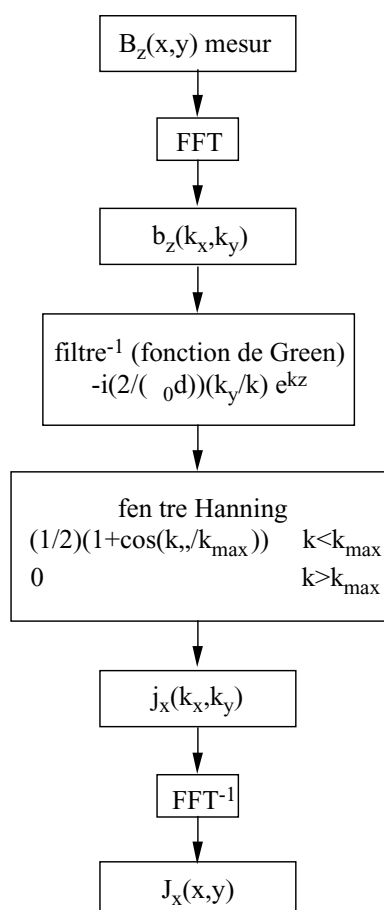 B_z(x,y) mesur
FFT
b_z(k_x,k_y)
filtre^-1 (fonction de Green)
-i(2/( _0d))(k_y/k) e^kz
fen tre Hanning
(1/2)(1+cos(k„/k_max)) k<k_max
0 k>k_max
j_x(k_x,k_y)
FFT^-1
J_x(x,y)